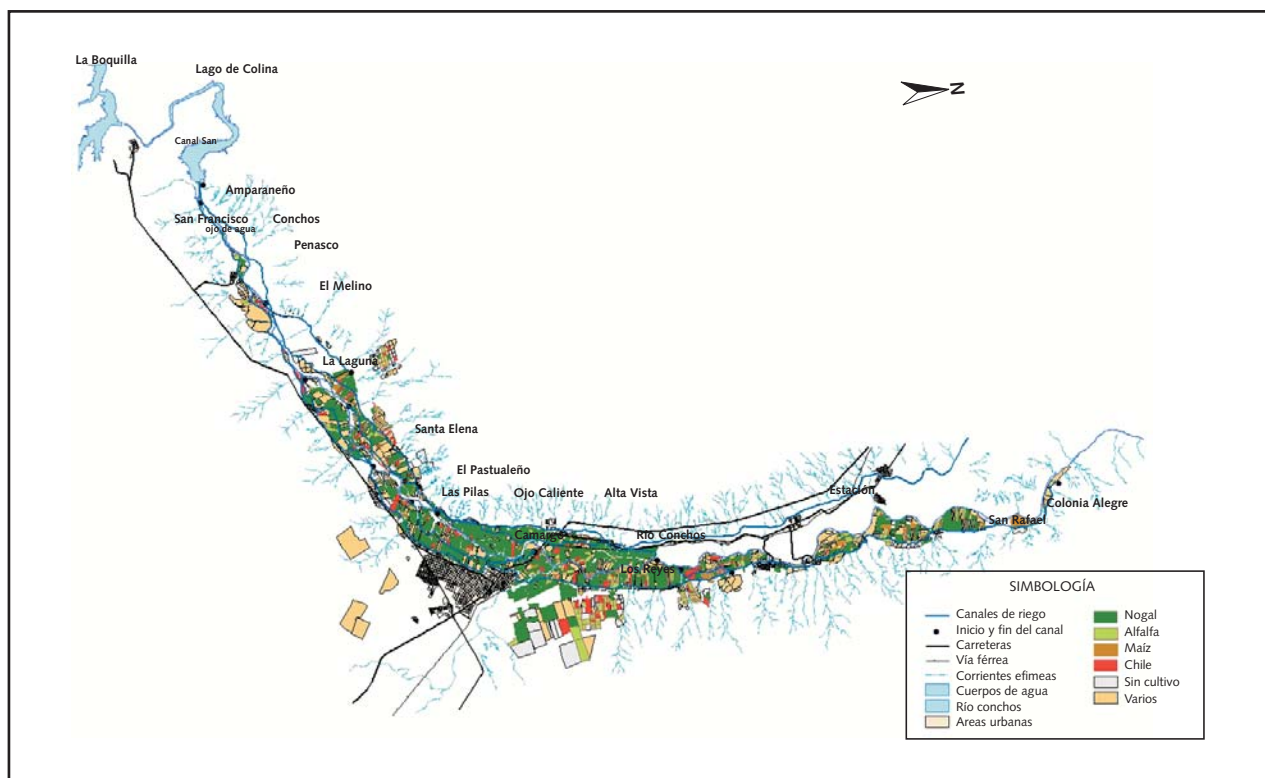 La Boquilla
Lago de Colina
N
Canal San
Amparaneño
San Francisco Conchos
ojo de agua
Penasco
El Melino
La Laguna
Santa Elena
El Pastualeño
Las Pilas
Ojo Caliente
Alta Vista
Estación
Colonia Alegre
San Rafael
Camargo
Río Conchos
Los Reyes
SIMBOLOGÍA
Canales de riego
Inicio y fin del canal
Carreteras
Vía férrea
Corrientes efimeas
Cuerpos de agua
Río conchos
Areas urbanas
Nogal
Alfalfa
Maíz
Chile
Sin cultivo
Varios